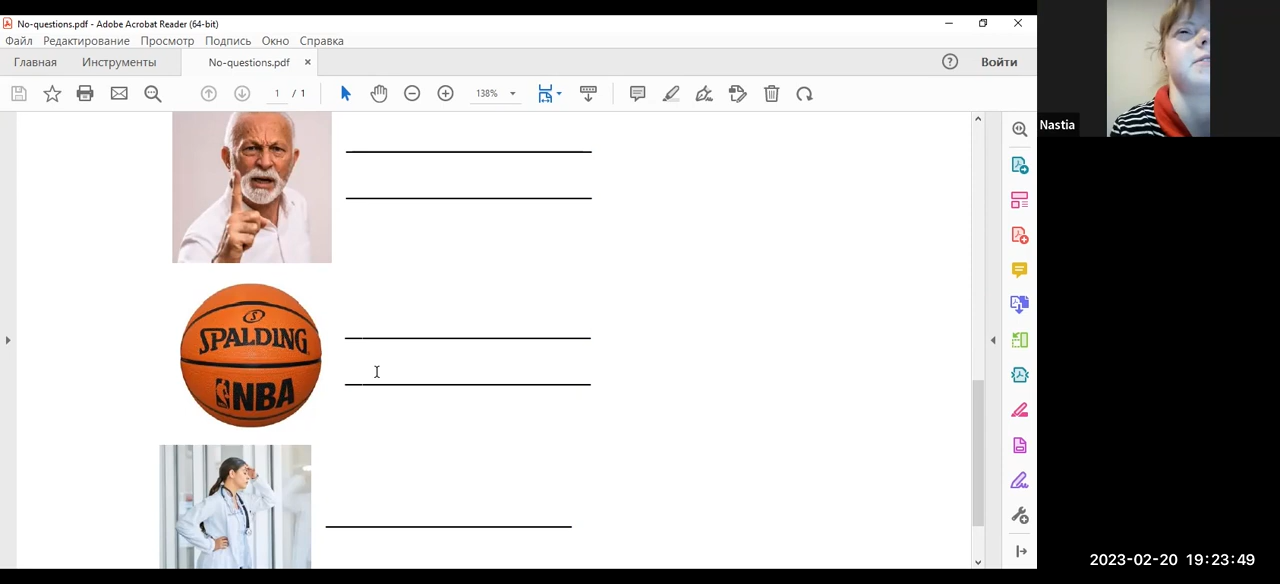 No-questions.pdf - Adobe Acrobat Reader (64-bit)
Файл Редактирование Просмотр Подпись Окно Справка
Главная Инструменты No-questions.pdf × Войти
1 / 1 138%
Nastia
SPALDING
NBA
2023-02-20 19:23:49